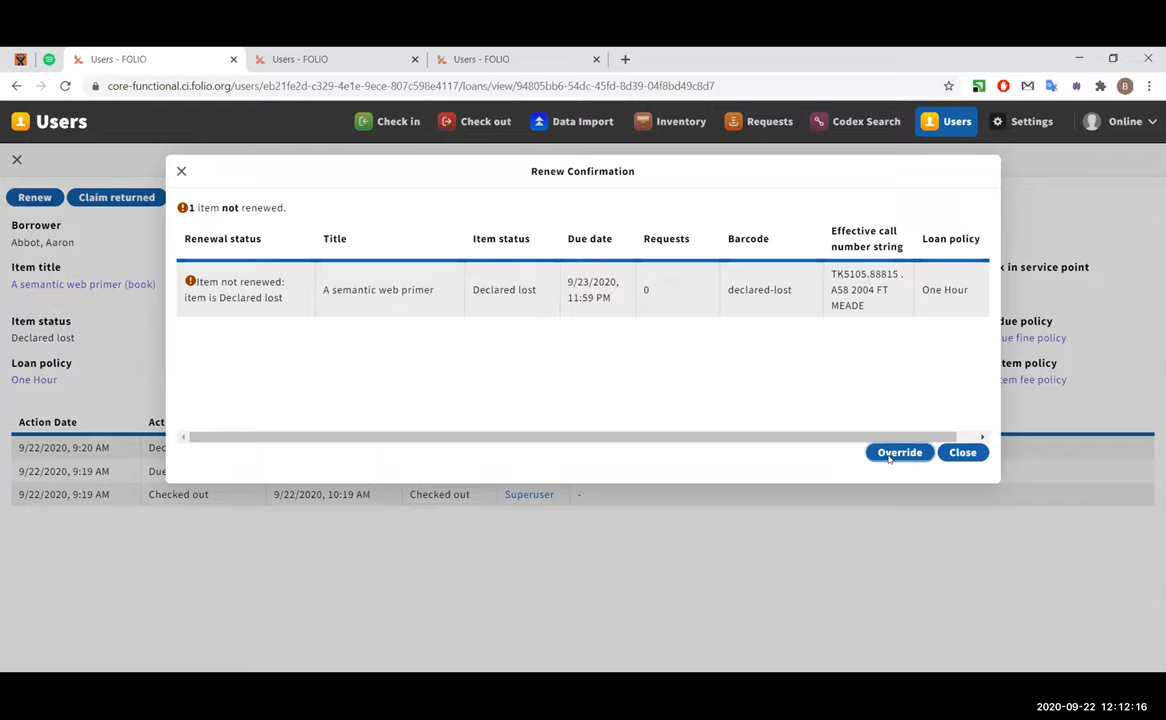 Users - FOLIO
Users - FOLIO
Users - FOLIO
core-functional.ci.folio.org/users/eb21fe2d-c329-4e1e-9ece-807c598e4117/loans/view/94805bb6-54dc-45fd-8d39-04f8bd49c8d7
B
Users
Check in
Check out
Data Import
Inventory
Requests
Codex Search
Users
Settings
Online
Renew
Claim returned
Renew Confirmation
1 item not renewed.
Borrower
Abbot, Aaron
Renewal status
Title
Item status
Due date
Requests
Barcode
Effective call
number string
Loan policy
Item not renewed:
item is Declared lost
A semantic web primer
Declared lost
9/23/2020,
11:59 PM
0
declared-lost
TK5105.88815 .
A58 2004 FT
MEADE
One Hour
Item title
A semantic web primer (book)
k in service point
Item status
Declared lost
due policy
ue fine policy
Loan policy
One Hour
tem policy
tem fee policy
Override
Close
Action Date
Act
9/22/2020, 9:20 AM
Dec
9/22/2020, 9:19 AM
Due
9/22/2020, 9:19 AM
Checked out
9/22/2020, 10:19 AM
Checked out
Superuser
-
2020-09-22 12:12:16